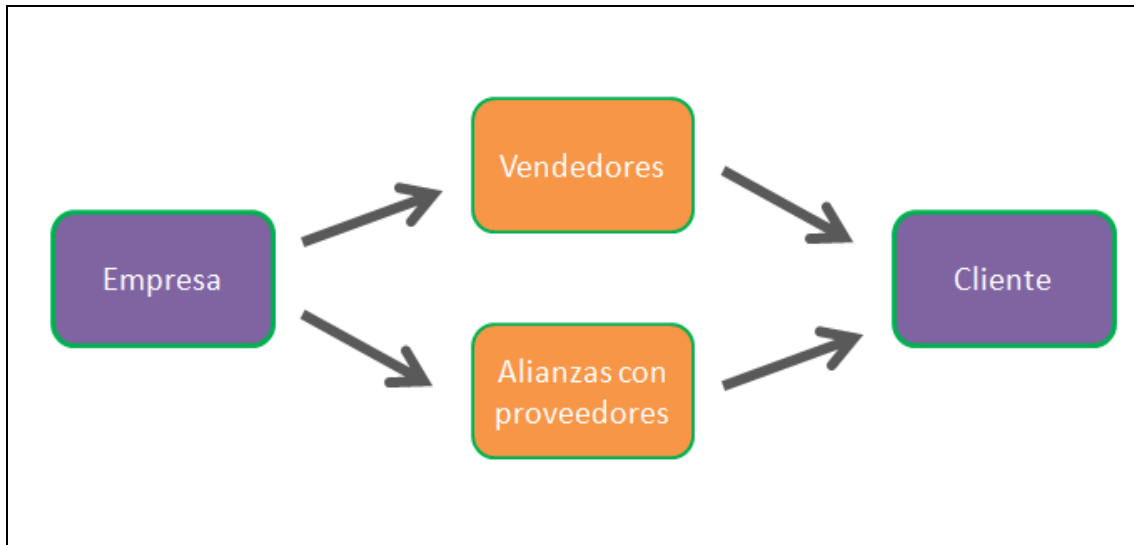 Vendedores
Empresa
Cliente
Alianzas con
proveedores